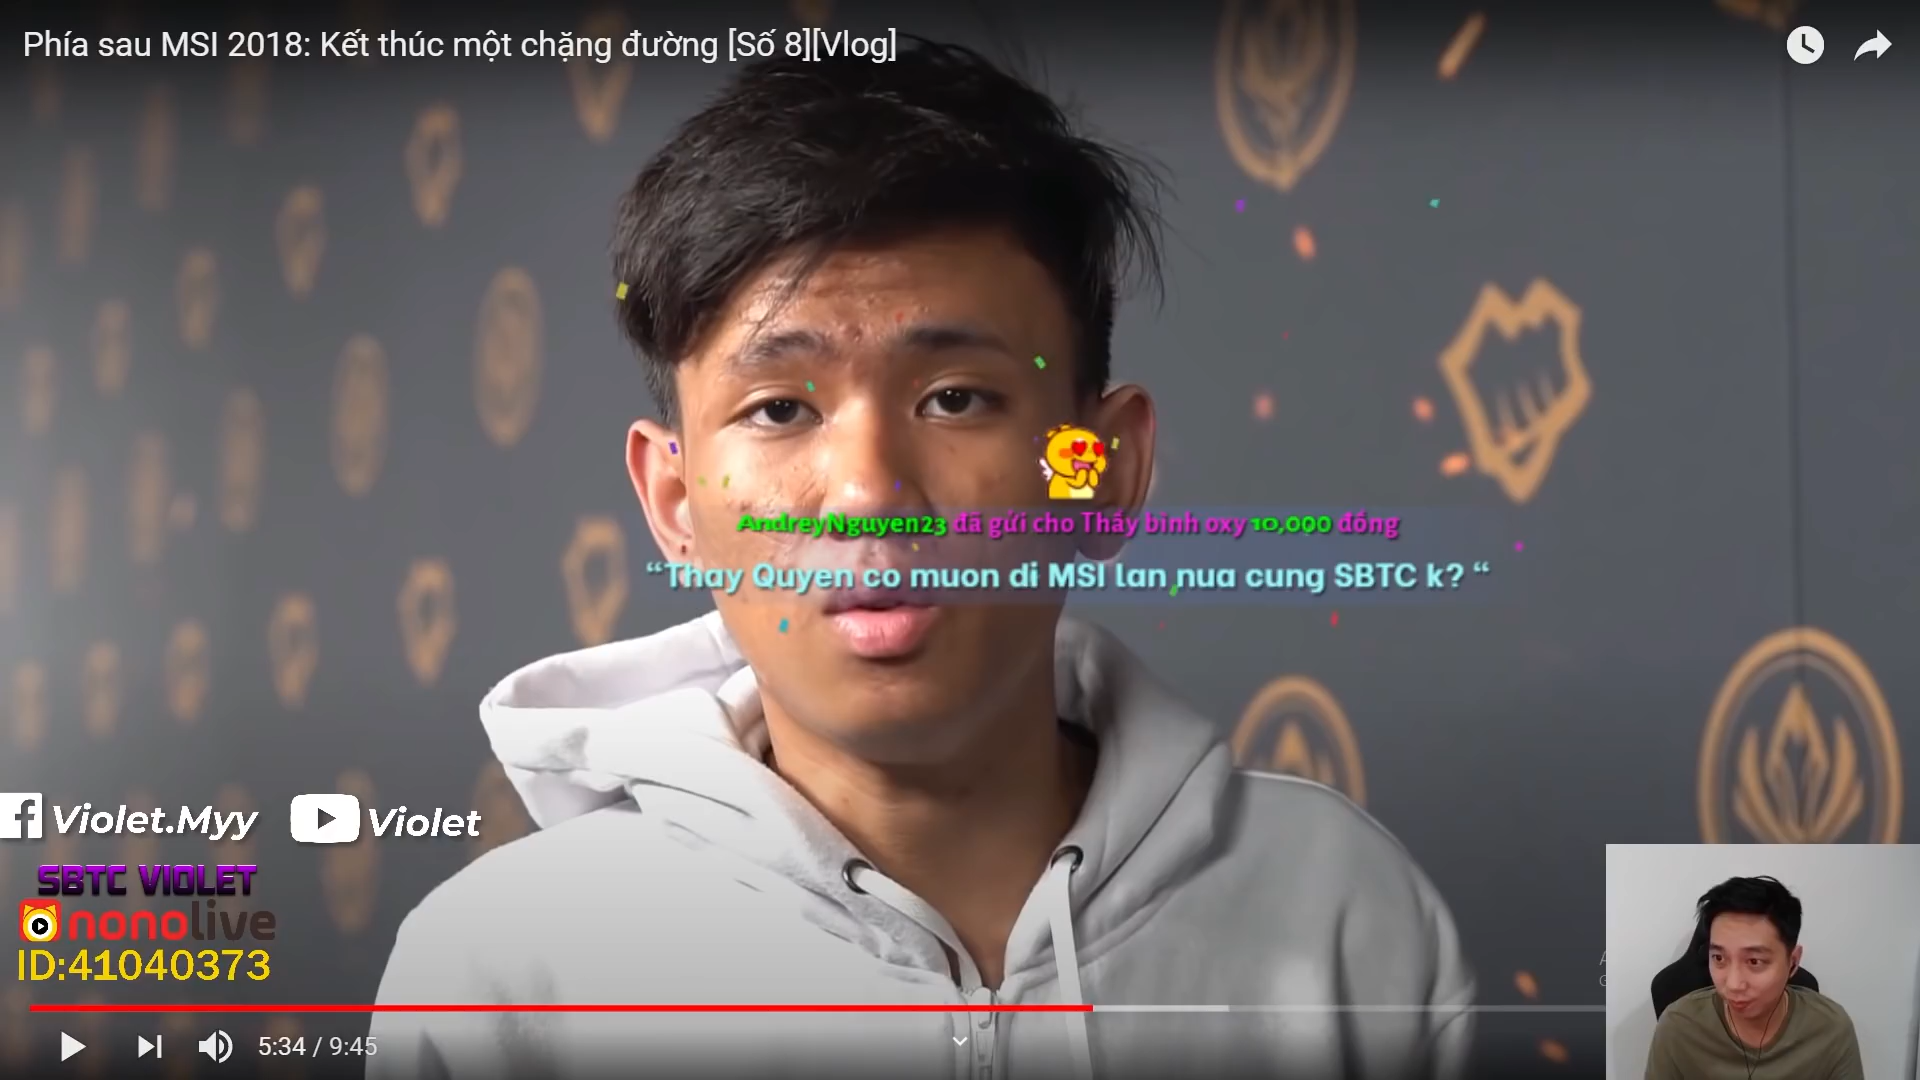 Phía sau MSI 2018: Kết thúc một chặng đường [Số 8][Vlog]
AndreyNguyen23 đã gửi cho Thầy bình oxy 10,000 đồng
“Thay Quyen co muon di MSI lan nua cung SBTC k? “
Violet.Myy Violet
SBTC VIOLET
nonolive
ID:41040373
5:34 / 9:45